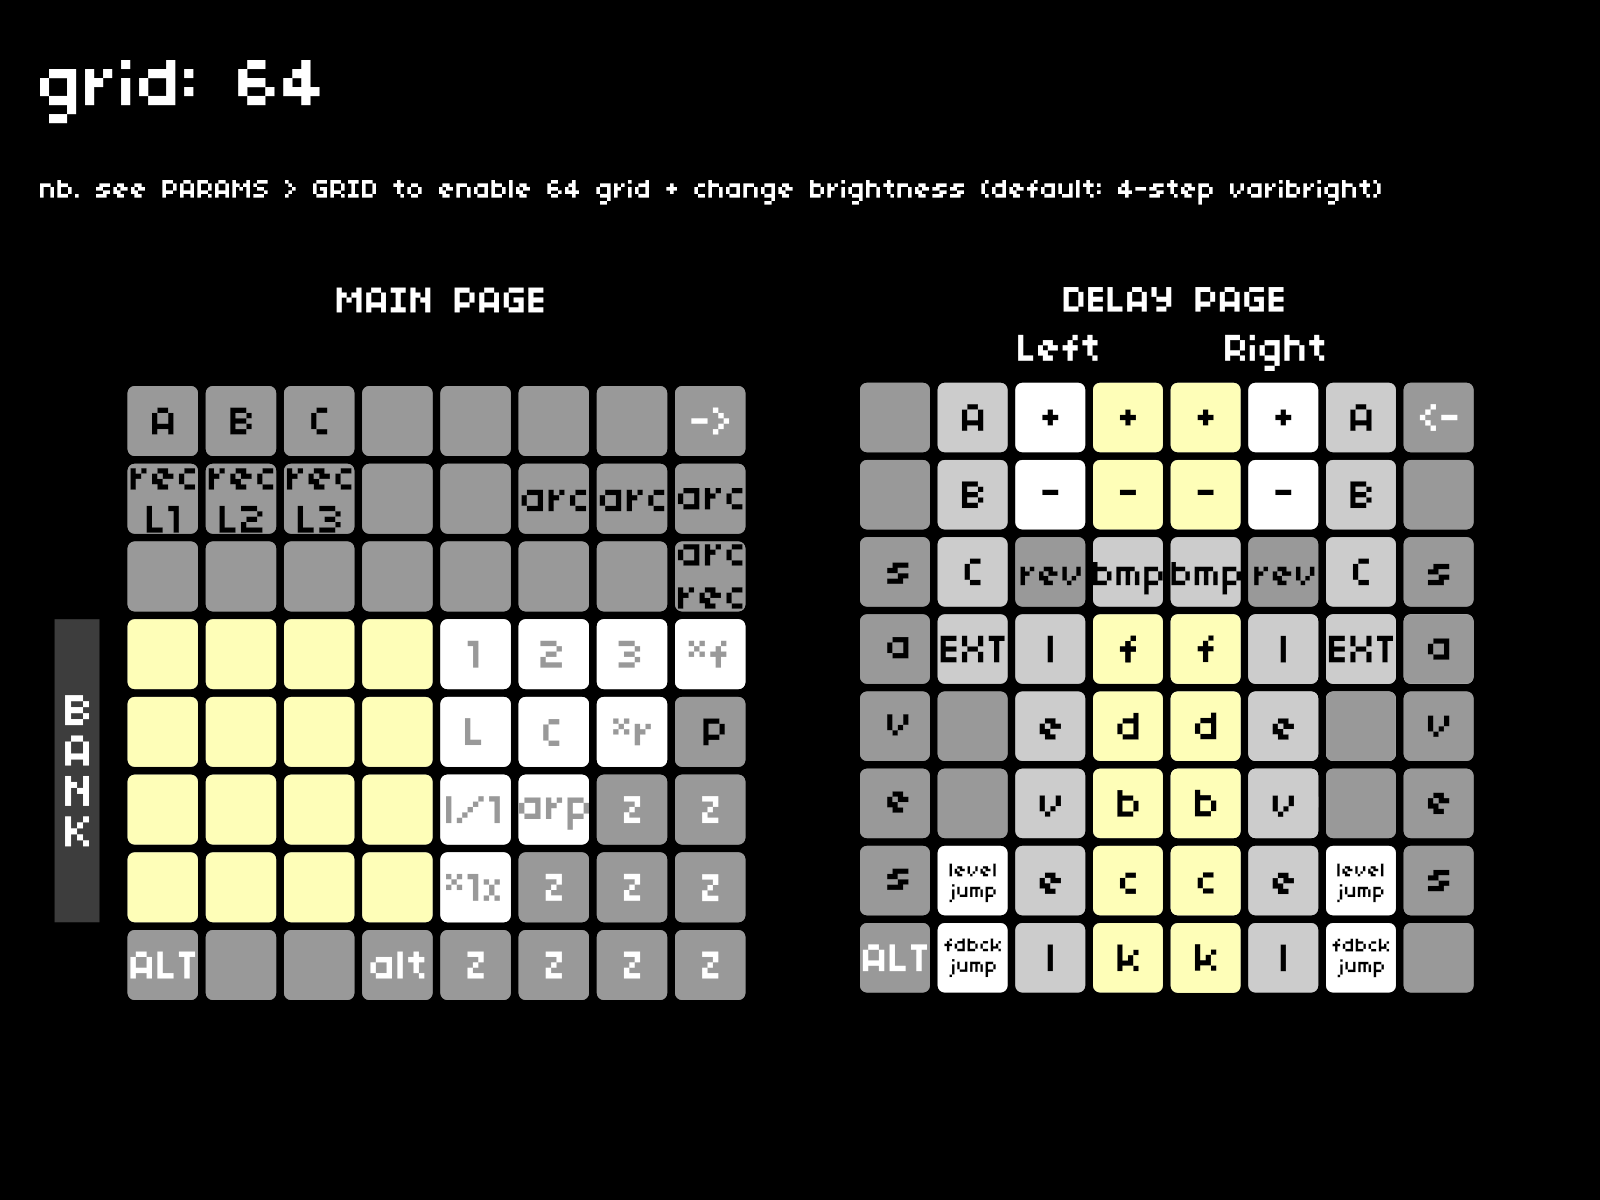 grid: 64
nb. see PARAMS > GRID to enable 64 grid + change brightness (default: 4-step varibright)
MAIN PAGE
A B C ->
rec L1 rec L2 rec L3 arc arc arc
arc rec
BANK
1 2 3 *f
L C *r p
l/1 arp z z
*1x z z z
ALT alt z z z z
DELAY PAGE
Left Right
A + + + + A <-
B - - - - B
s C rev bmp bmp rev C s
a EXT l f f l EXT a
v e d d e v
e v b b v e
s level jump e c c e level jump s
ALT fdbck jump l k k l fdbck jump